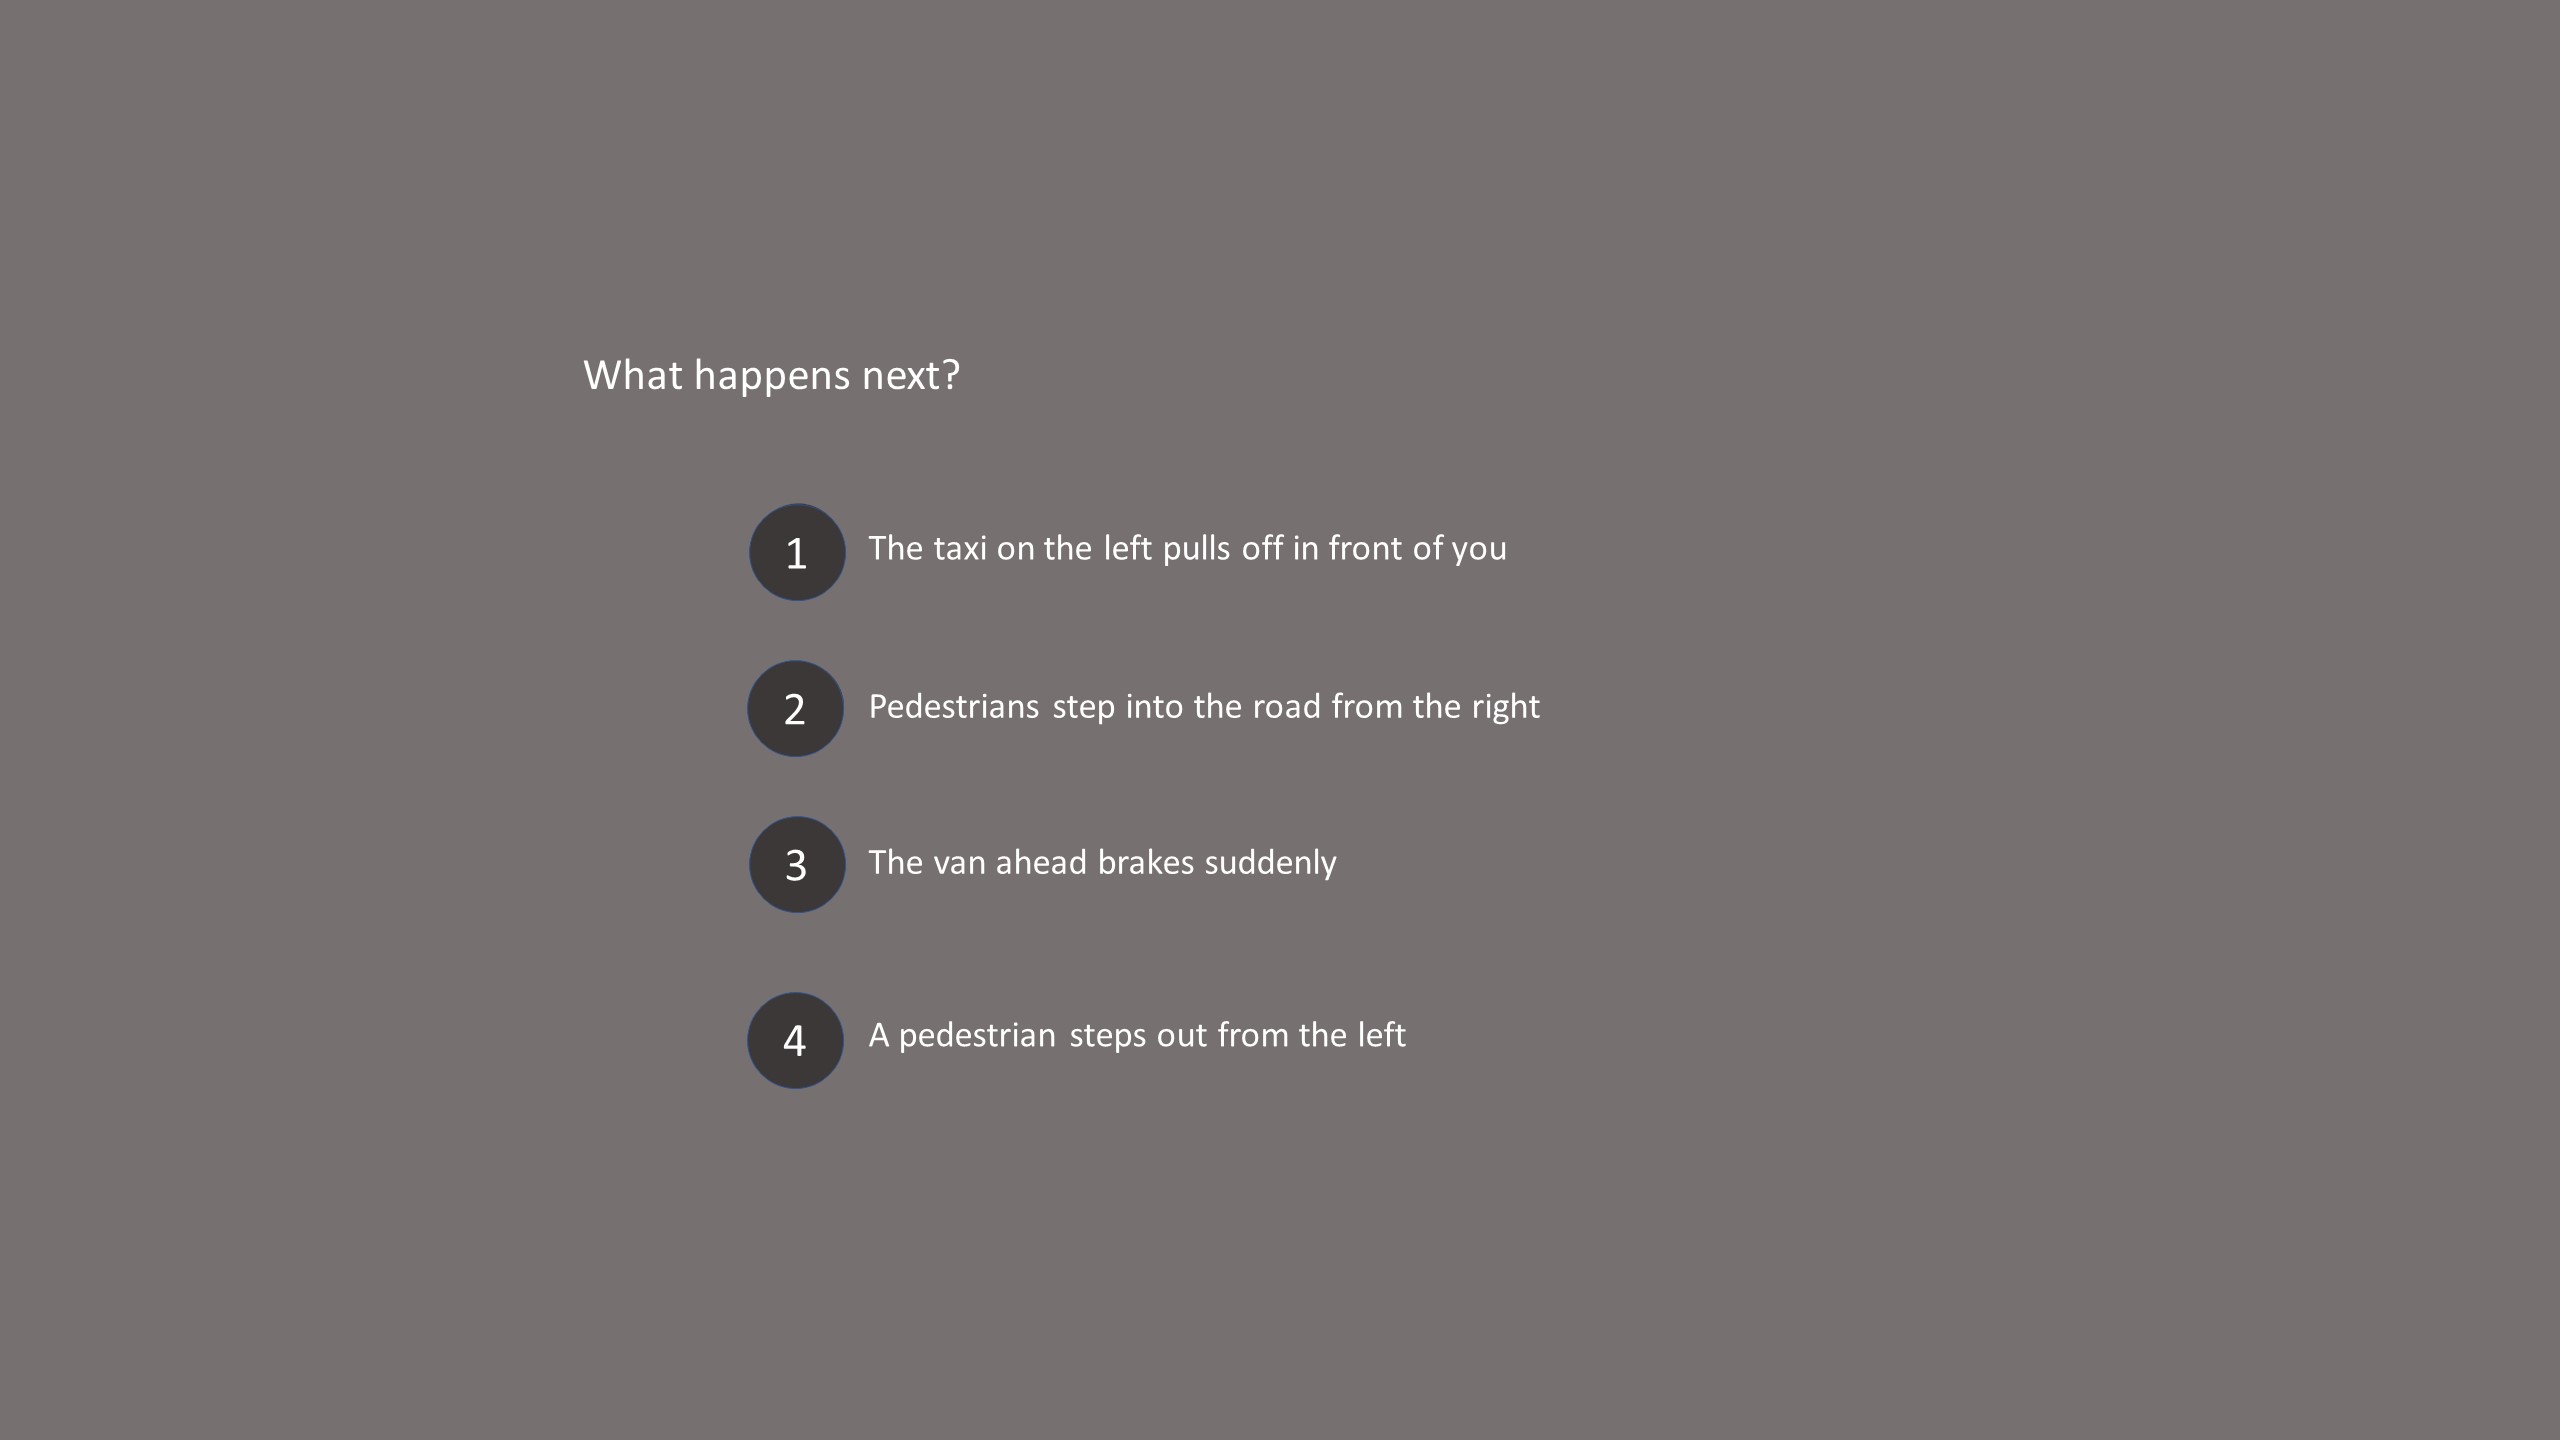 What happens next?
1 The taxi on the left pulls off in front of you
2 Pedestrians step into the road from the right
3 The van ahead brakes suddenly
4 A pedestrian steps out from the left